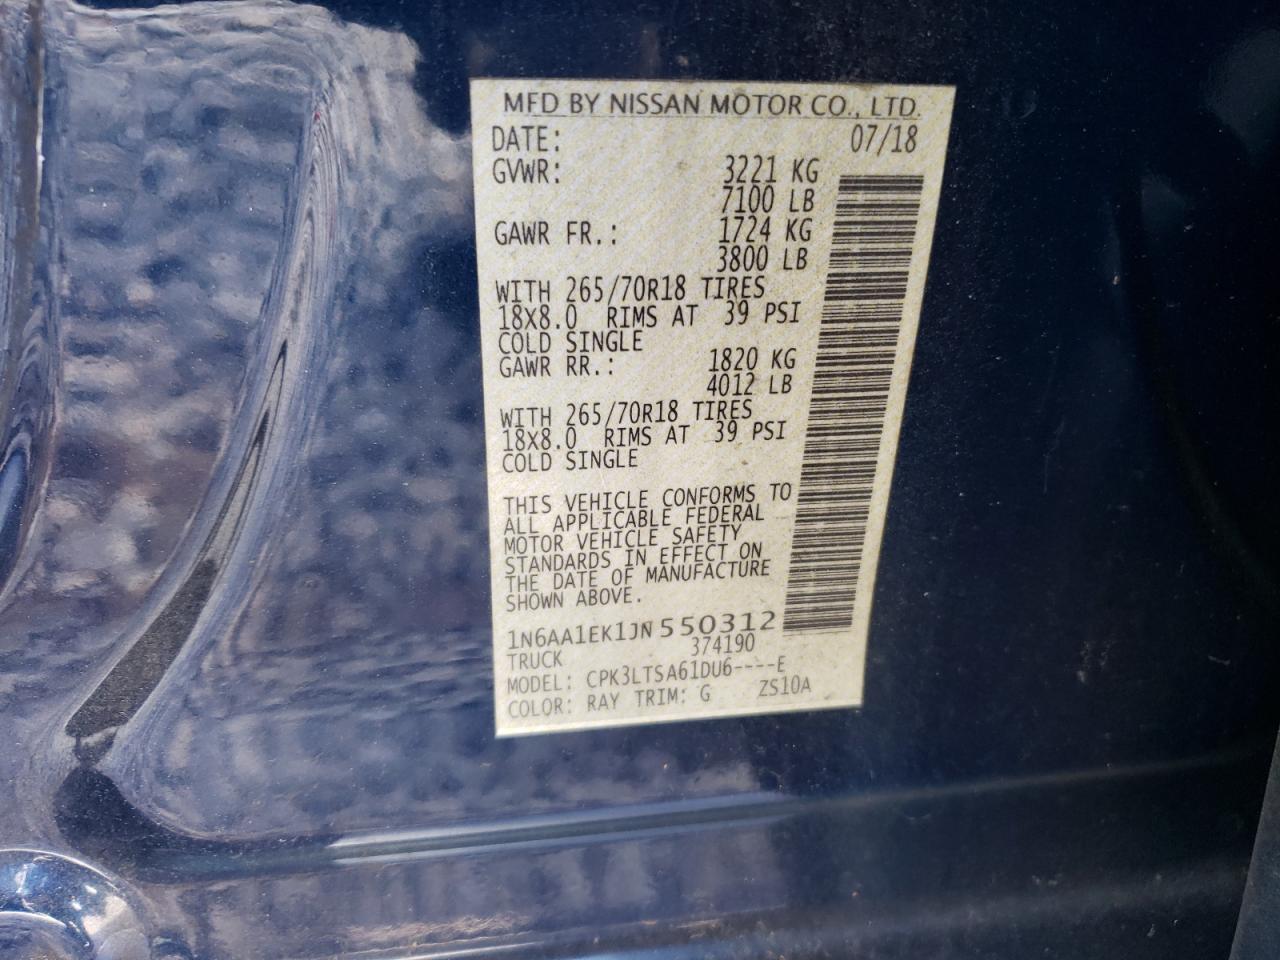 MFD BY NISSAN MOTOR CO., LTD.
DATE: 07/18
GVWR: 3221 KG
7100 LB
GAWR FR.: 1724 KG
3800 LB
WITH 265/70R18 TIRES
18X8.0 RIMS AT 39 PSI
COLD SINGLE
GAWR RR.: 1820 KG
4012 LB
WITH 265/70R18 TIRES
18X8.0 RIMS AT 39 PSI
COLD SINGLE
THIS VEHICLE CONFORMS TO
ALL APPLICABLE FEDERAL
MOTOR VEHICLE SAFETY
STANDARDS IN EFFECT ON
THE DATE OF MANUFACTURE
SHOWN ABOVE.
1N6AA1EK1JN550312
TRUCK 374190
MODEL: CPK3LTSA61DU6----E
COLOR: RAY TRIM: G ZS10A